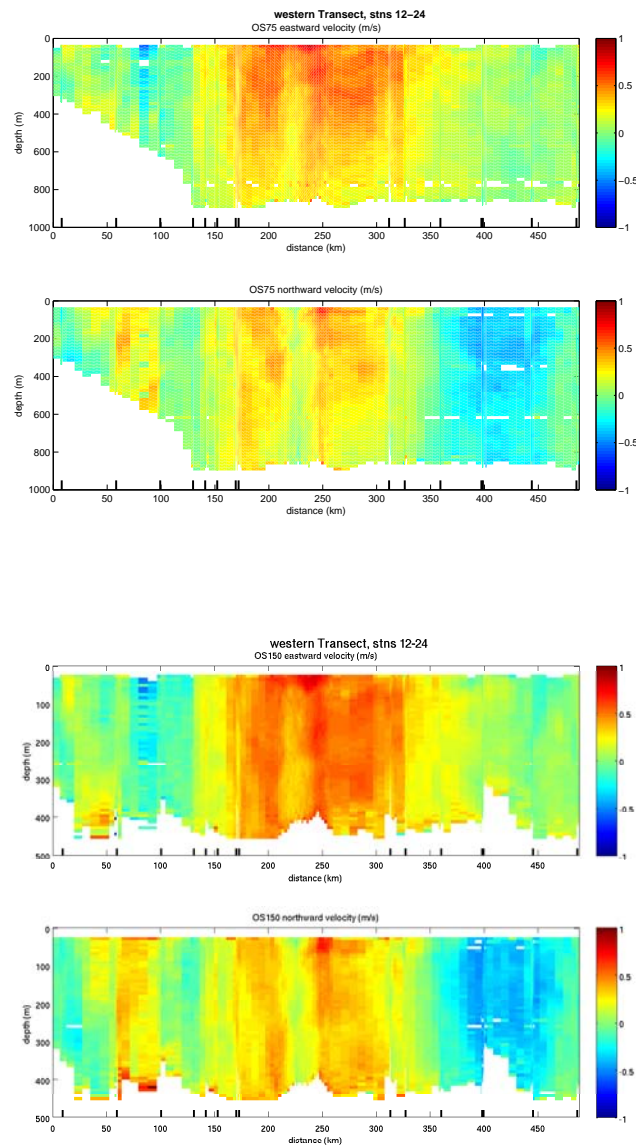 western Transect, stns 12−24
OS75 eastward velocity (m/s)
0
200
400
600
800
1000
depth (m)
0 50 100 150 200 250 300 350 400 450
distance (km)
1
0.5
0
−0.5
−1
OS75 northward velocity (m/s)
0
200
400
600
800
1000
depth (m)
0 50 100 150 200 250 300 350 400 450
distance (km)
1
0.5
0
−0.5
−1
western Transect, stns 12-24
OS150 eastward velocity (m/s)
0
100
200
300
400
500
depth (m)
0 50 100 150 200 250 300 350 400 450
distance (km)
1
0.5
0
-0.5
-1
OS150 northward velocity (m/s)
0
100
200
300
400
500
depth (m)
0 50 100 150 200 250 300 350 400 450
distance (km)
1
0.5
0
-0.5
-1